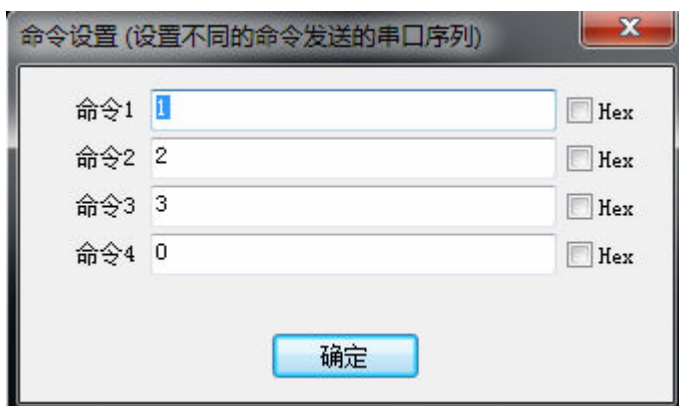 命令设置 (设置不同的命令发送的串口序列)
命令1 1 Hex
命令2 2 Hex
命令3 3 Hex
命令4 0 Hex
确定